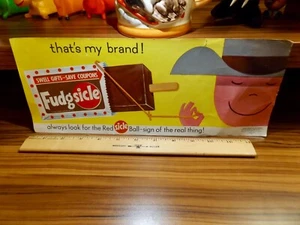 that's my brand!
SWELL GIFTS-SAVE COUPONS
Fudgsicle
always look for the Red sicle Ball-sign of the real thing!